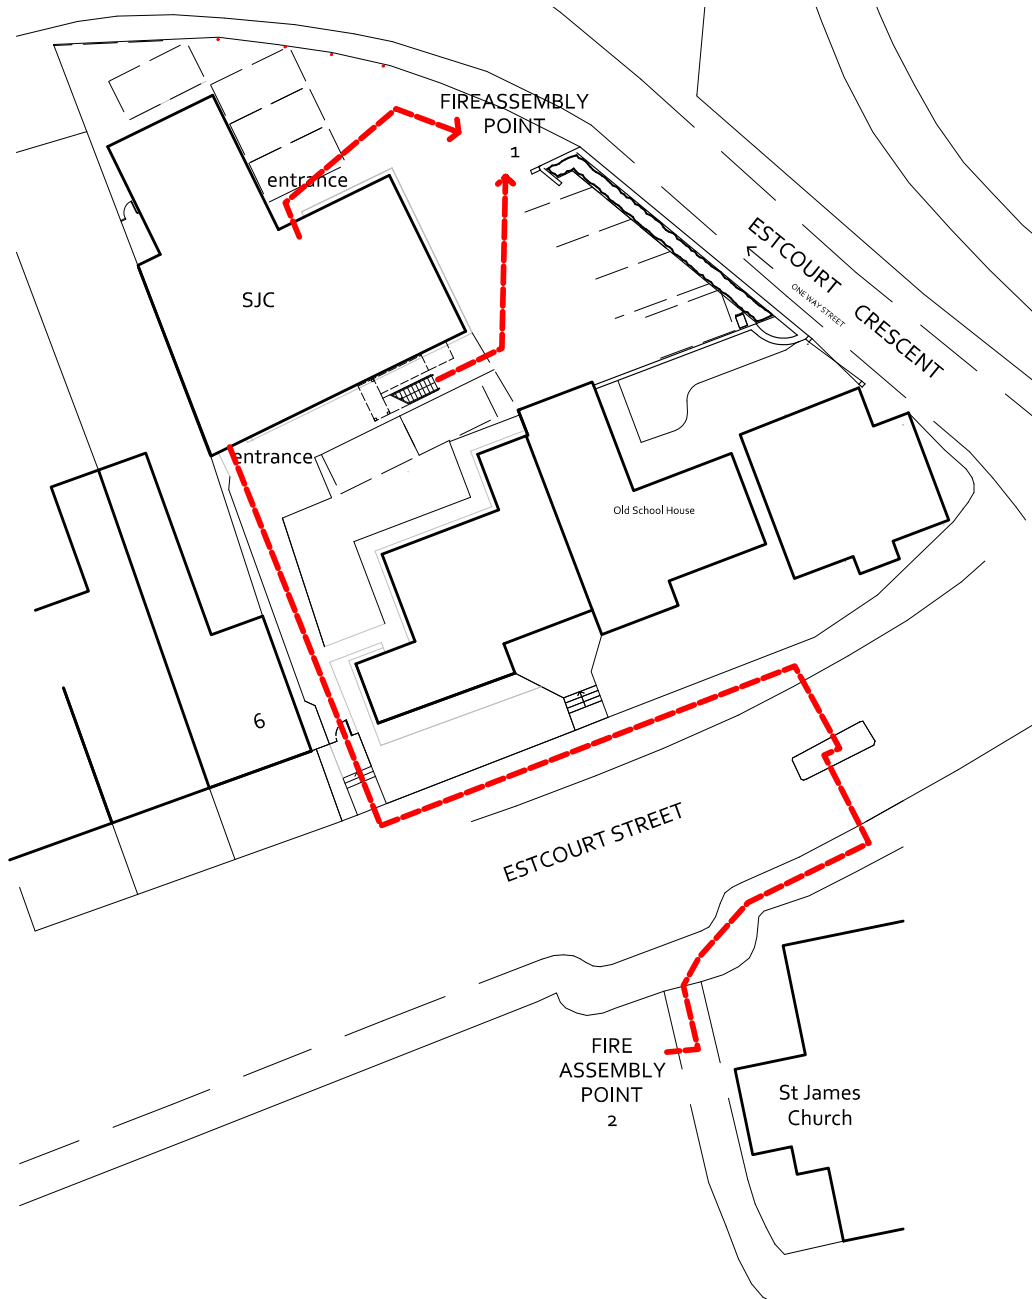 FIREASSEMBLY
POINT
1
entrance
ESTCOURT CRESCENT
ONE WAY STREET
SJC
entrance
Old School House
6
ESTCOURT STREET
FIRE
ASSEMBLY
POINT
2
St James
Church